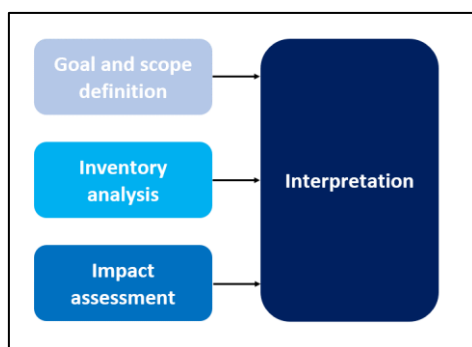 Goal and scope
definition
Inventory
analysis
Interpretation
Impact
assessment